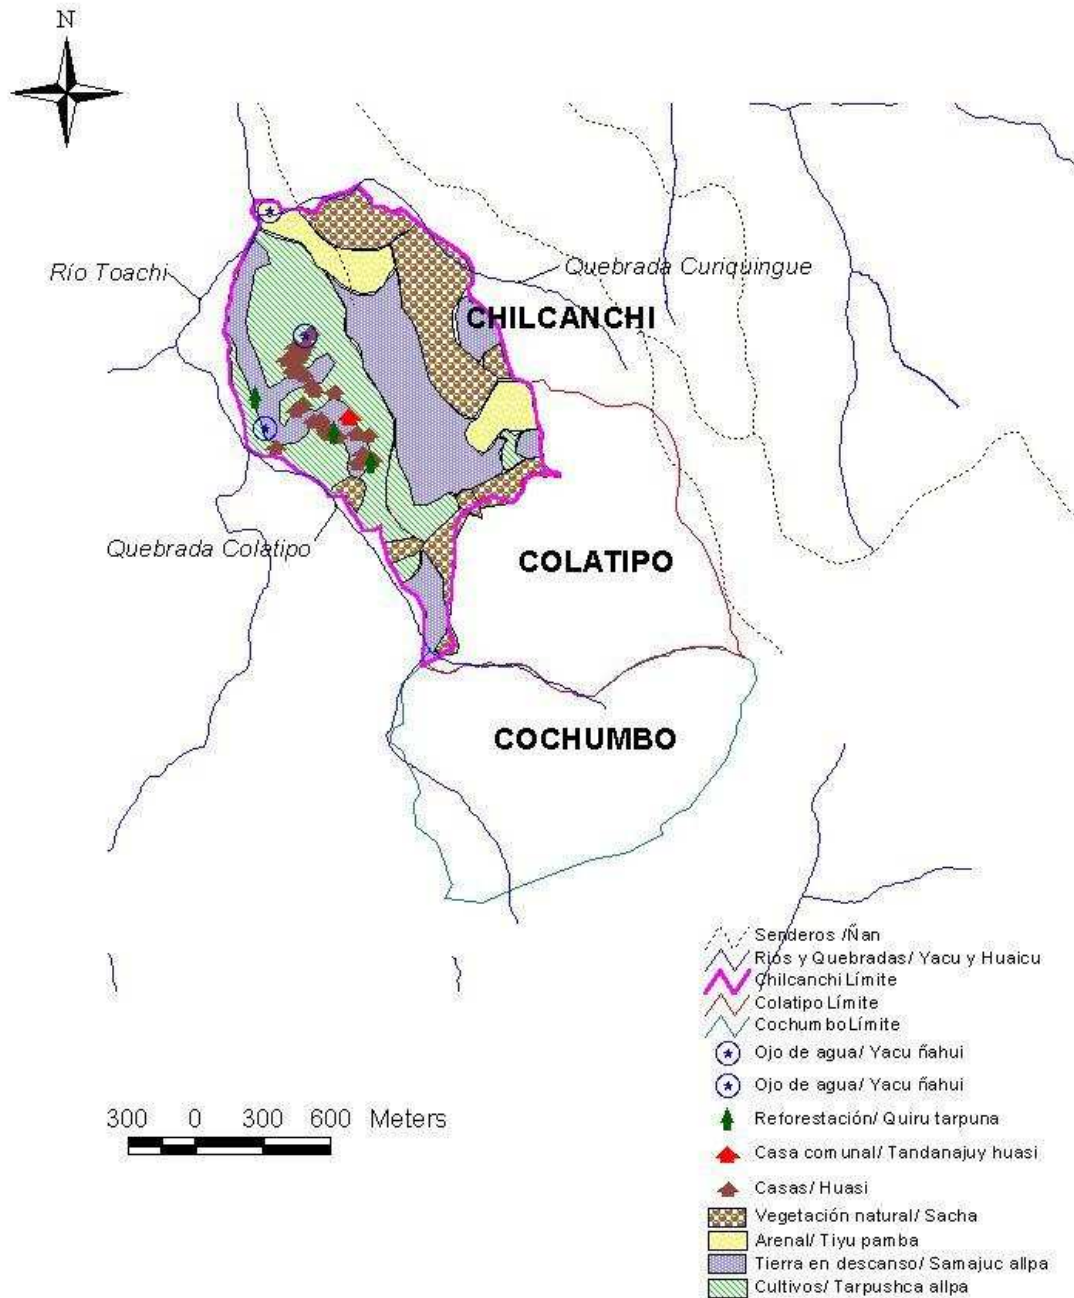 N
Río Toachi
Quebrada Curiquingue
CHILCANCHI
Quebrada Colatipo
COLATIPO
COCHUMBO
Senderos /Ñan
Ríos y Quebradas/ Yacu y Huaicu
Chilcanchi Límite
Colatipo Límite
Cochumbo Límite
Ojo de agua/ Yacu ñahui
Ojo de agua/ Yacu ñahui
Reforestación/ Quiru tarpuna
Casa comunal/ Tandanajuy huasi
Casas/ Huasi
Vegetación natural/ Sacha
Arenal/ Tiyu pamba
Tierra en descanso/ Samajuc allpa
Cultivos/ Tarpushca allpa
300 0 300 600 Meters